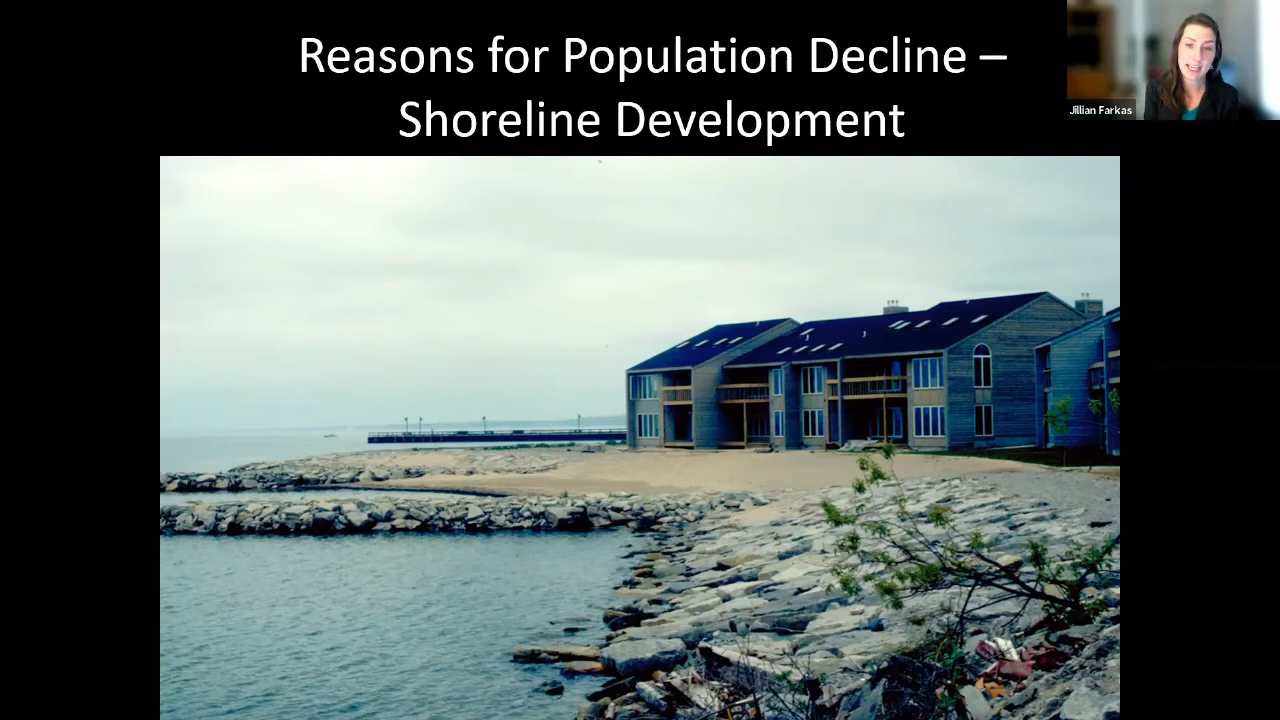 Reasons for Population Decline –
Shoreline Development
Jillian Farkas